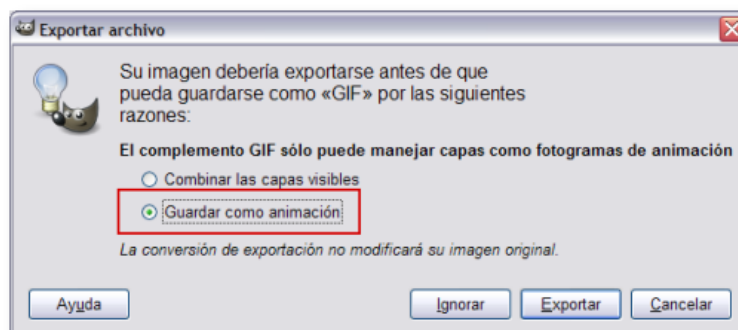 Exportar archivo
Su imagen debería exportarse antes de que
pueda guardarse como «GIF» por las siguientes
razones:
El complemento GIF sólo puede manejar capas como fotogramas de animación
Combinar las capas visibles
Guardar como animación
La conversión de exportación no modificará su imagen original.
Ayuda Ignorar Exportar Cancelar